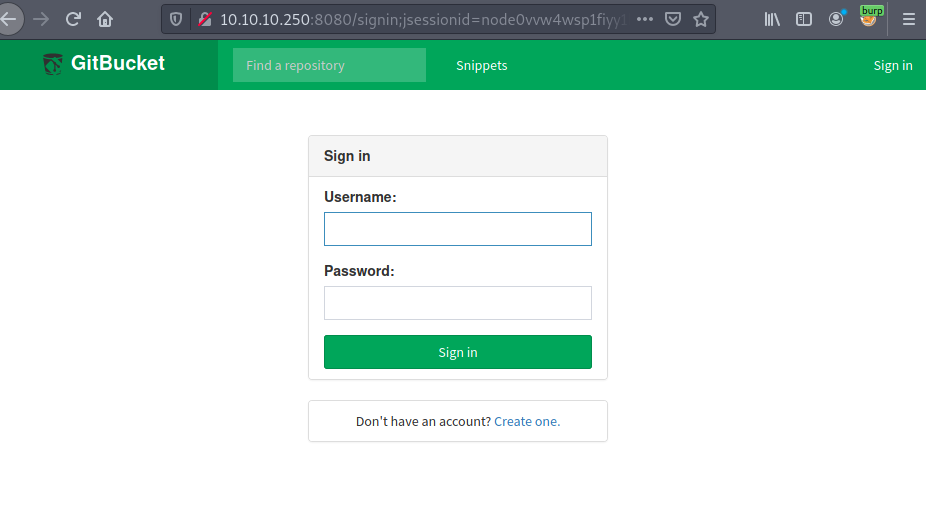 10.10.10.250:8080/signin;jsessionid=node0vvw4wsp1fiyy1
burp
GitBucket
Find a repository
Snippets
Sign in
Sign in
Username:
Password:
Sign in
Don't have an account? Create one.